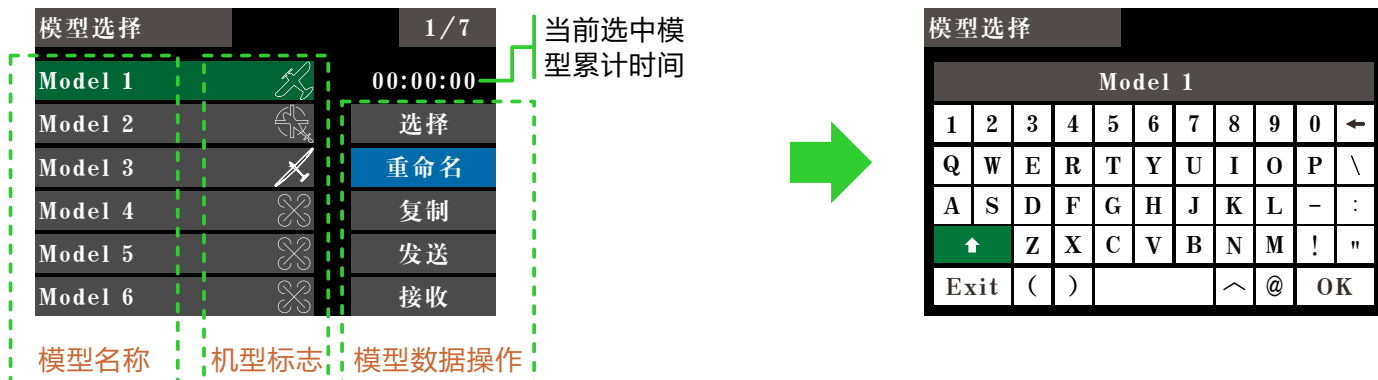 模型选择
1/7
当前选中模
型累计时间
Model 1
00:00:00
Model 2
选择
Model 3
重命名
Model 4
复制
Model 5
发送
Model 6
接收
模型名称
机型标志
模型数据操作
模型选择
Model 1
1 2 3 4 5 6 7 8 9 0 ←
Q W E R T Y U I O P \
A S D F G H J K L - :
⬆ Z X C V B N M ! "
Exit ( ) ︿ @ OK